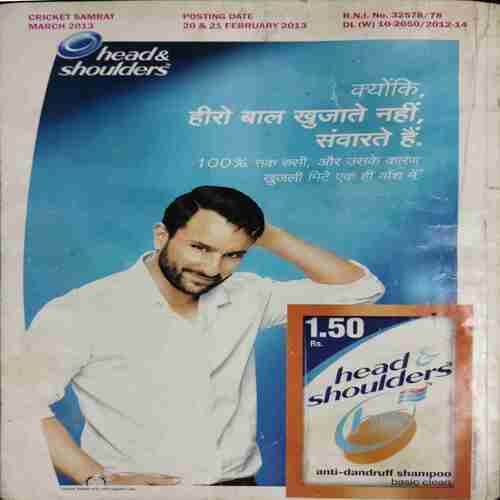 CRICKET SAMRAT
MARCH 2013
POSTING DATE
20 & 21 FEBRUARY 2013
R.N.I. No. 32578/78
DL (W) 10-2050/2012-14
head &
shoulders
क्योंकि,
हीरो बाल खुजाते नहीं,
संवारते हैं.
100% तक रूसी, और उसके कारण
खुजली मिटे एक ही वॉश में
1.50
Rs.
head &
shoulders
anti-dandruff shampoo
basic clean